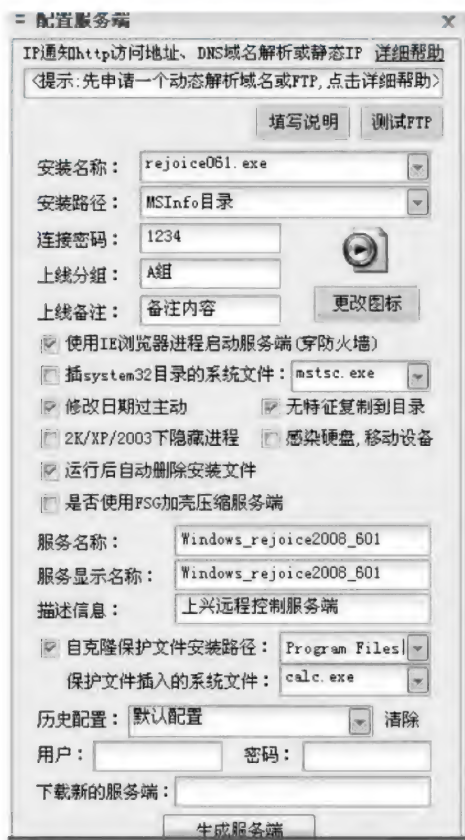 配置服务端
IP通知http访问地址、DNS域名解析或静态IP 详细帮助
<提示:先申请一个动态解析域名或FTP,点击详细帮助>
填写说明 测试FTP
安装名称: rejoice061.exe
安装路径: MSInfo目录
连接密码: 1234
上线分组: A组
上线备注: 备注内容 更改图标
使用IE浏览器进程启动服务端(穿防火墙)
插system32目录的系统文件: mstsc.exe
修改日期过主动 无特征复制到目录
2K/XP/2003下隐藏进程 感染硬盘,移动设备
运行后自动删除安装文件
是否使用FSG加壳压缩服务端
服务名称: Windows_rejoice2008_601
服务显示名称: Windows_rejoice2008_601
描述信息: 上兴远程控制服务端
自克隆保护文件安装路径: Program Files
保护文件插入的系统文件: calc.exe
历史配置: 默认配置 清除
用户: 密码:
下载新的服务端:
生成服务端